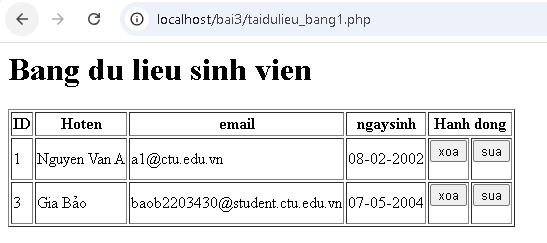 localhost/bai3/taidulieu_bang1.php
Bang du lieu sinh vien
ID Hoten email ngaysinh Hanh dong
1 Nguyen Van A a1@ctu.edu.vn 08-02-2002 xoa sua
3 Gia Bảo baob2203430@student.ctu.edu.vn 07-05-2004 xoa sua